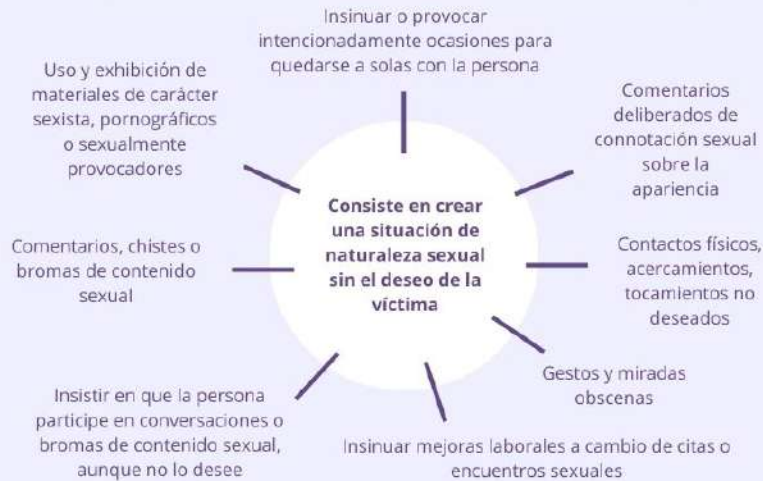 Insinuar o provocar
intencionadamente ocasiones para
quedarse a solas con la persona
Uso y exhibición de
materiales de carácter
sexista, pornográficos
o sexualmente
provocadores
Comentarios
deliberados de
connotación sexual
sobre la
apariencia
Consiste en crear
una situación de
naturaleza sexual
sin el deseo de la
víctima
Comentarios, chistes o
bromas de contenido
sexual
Contactos físicos,
acercamientos,
tocamientos no
deseados
Gestos y miradas
obscenas
Insistir en que la persona
participe en conversaciones o
bromas de contenido sexual,
aunque no lo desee
Insinuar mejoras laborales a cambio de citas o
encuentros sexuales